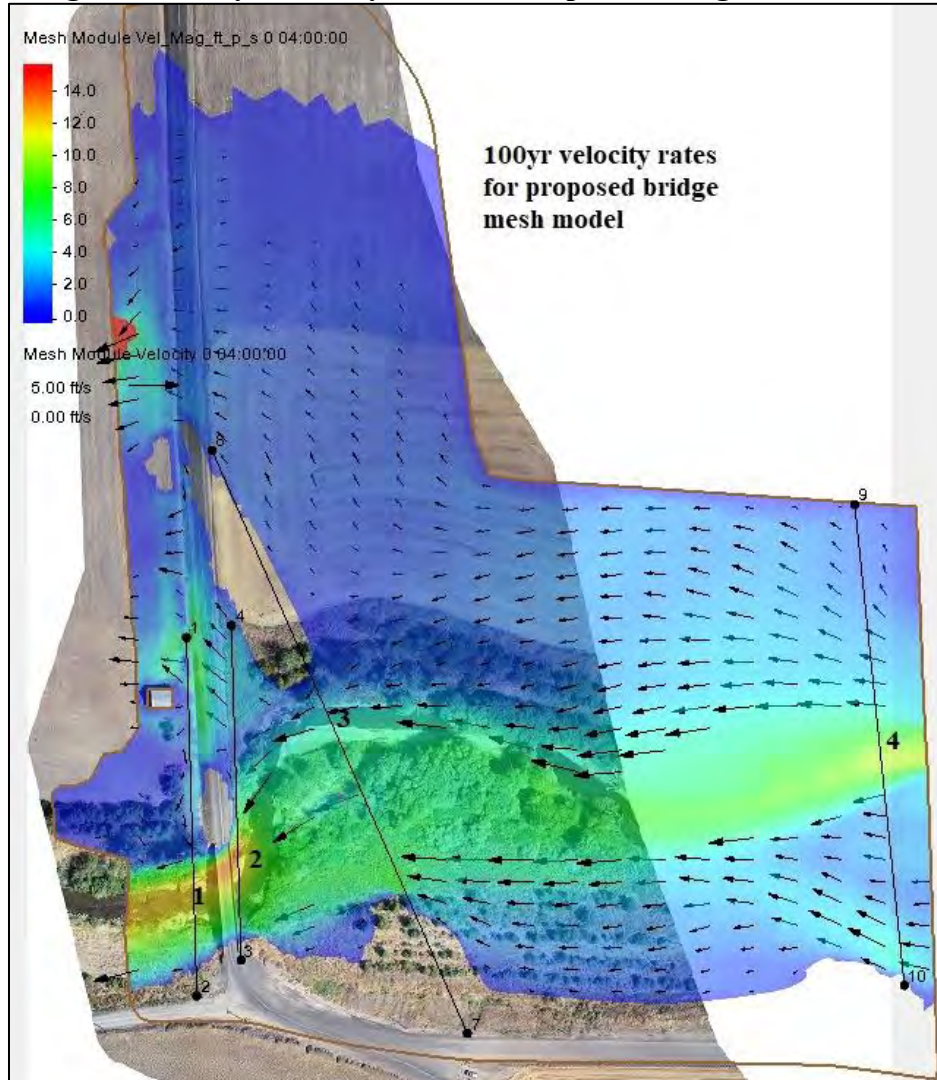 Mesh Module Vel_Mag_ft_p_s 0 04:00:00
14.0
12.0
10.0
8.0
6.0
4.0
2.0
0.0
100yr velocity rates
for proposed bridge
mesh model
Mesh Module Velocity 0 04:00:00
5.00 ft/s
0.00 ft/s
8
9
1
4
3
4
2
1
3
2
10
7